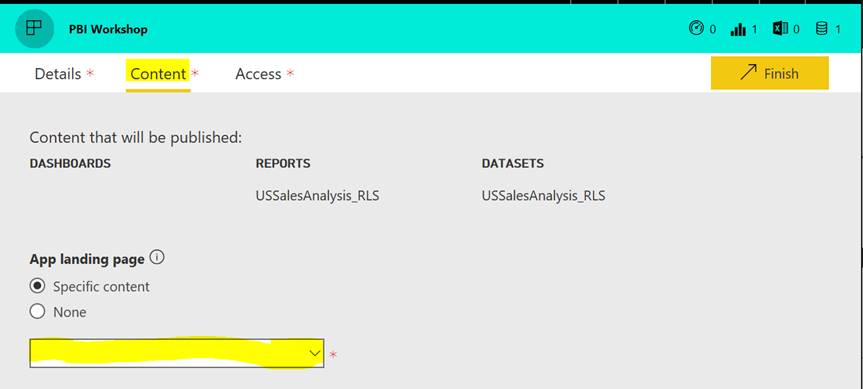 PBI Workshop 0 1 0 1
Details * Content * Access * Finish
Content that will be published:
DASHBOARDS REPORTS DATASETS
USSalesAnalysis_RLS USSalesAnalysis_RLS
App landing page
Specific content
None
*